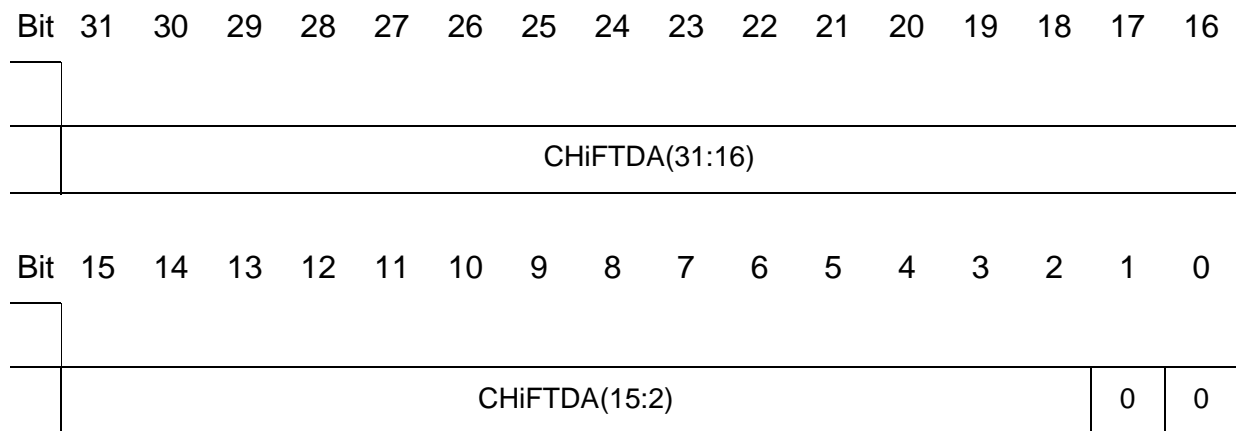 Bit 31 30 29 28 27 26 25 24 23 22 21 20 19 18 17 16
CHiFTDA(31:16)
Bit 15 14 13 12 11 10 9 8 7 6 5 4 3 2 1 0
CHiFTDA(15:2) 0 0